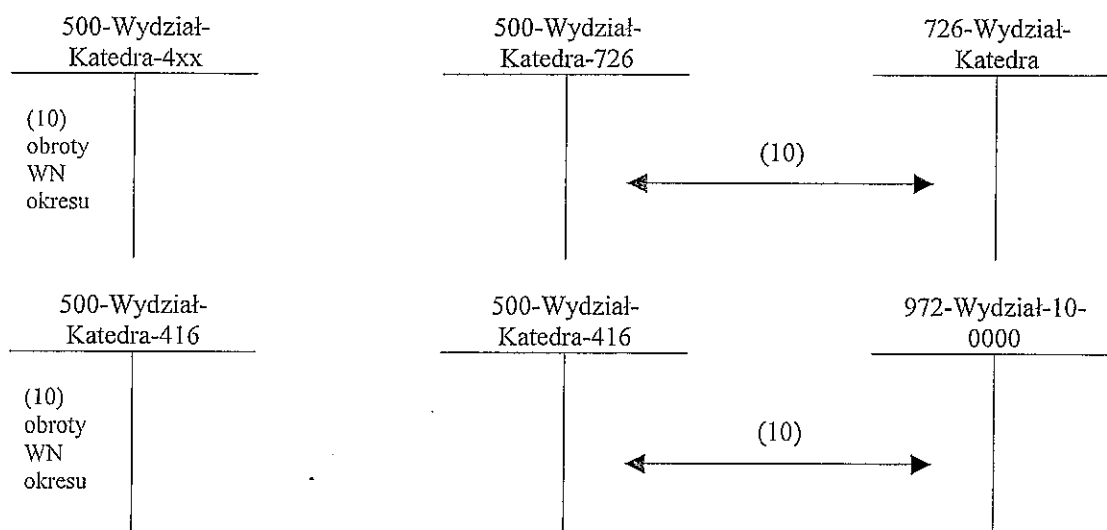 500-Wydział-
Katedra-4xx
500-Wydział-
Katedra-726
726-Wydział-
Katedra
(10)
obroty
WN
okresu
(10)
500-Wydział-
Katedra-416
500-Wydział-
Katedra-416
972-Wydział-10-
0000
(10)
obroty
WN
okresu
(10)